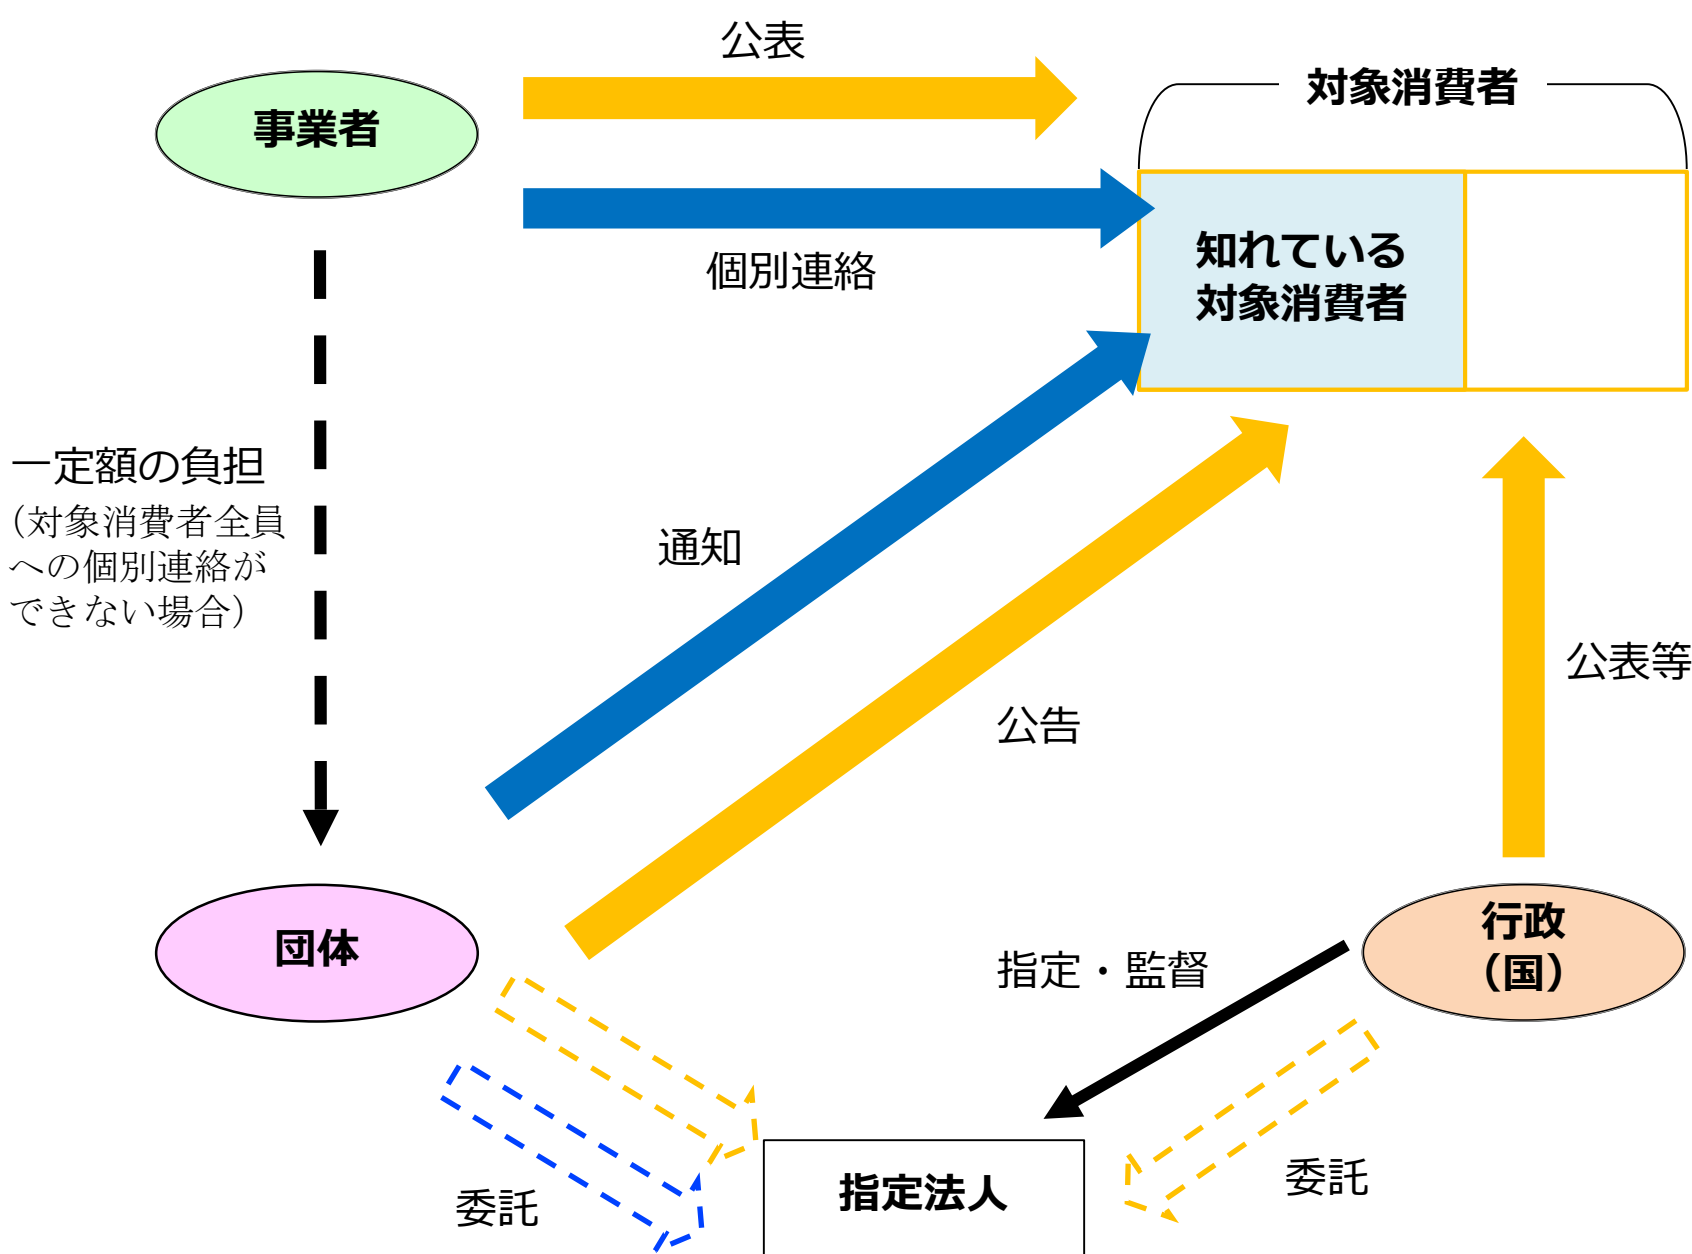 公表
対象消費者
事業者
知れている
対象消費者
個別連絡
一定額の負担
（対象消費者全員
への個別連絡が
できない場合）
通知
公表等
公告
団体
行政
（国）
指定・監督
委託
指定法人
委託